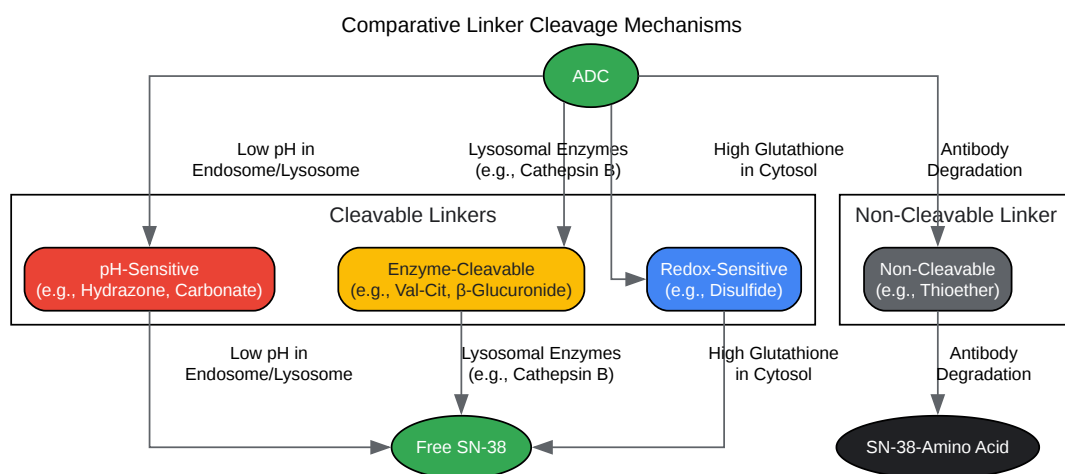 Comparative Linker Cleavage Mechanisms
ADC
Low pH in
Endosome/Lysosome
Lysosomal Enzymes
(e.g., Cathepsin B)
High Glutathione
in Cytosol
Antibody
Degradation
Cleavable Linkers
Non-Cleavable Linker
pH-Sensitive
(e.g., Hydrazone, Carbonate)
Enzyme-Cleavable
(e.g., Val-Cit, β-Glucuronide)
Redox-Sensitive
(e.g., Disulfide)
Non-Cleavable
(e.g., Thioether)
Low pH in
Endosome/Lysosome
Lysosomal Enzymes
(e.g., Cathepsin B)
High Glutathione
in Cytosol
Antibody
Degradation
Free SN-38
SN-38-Amino Acid